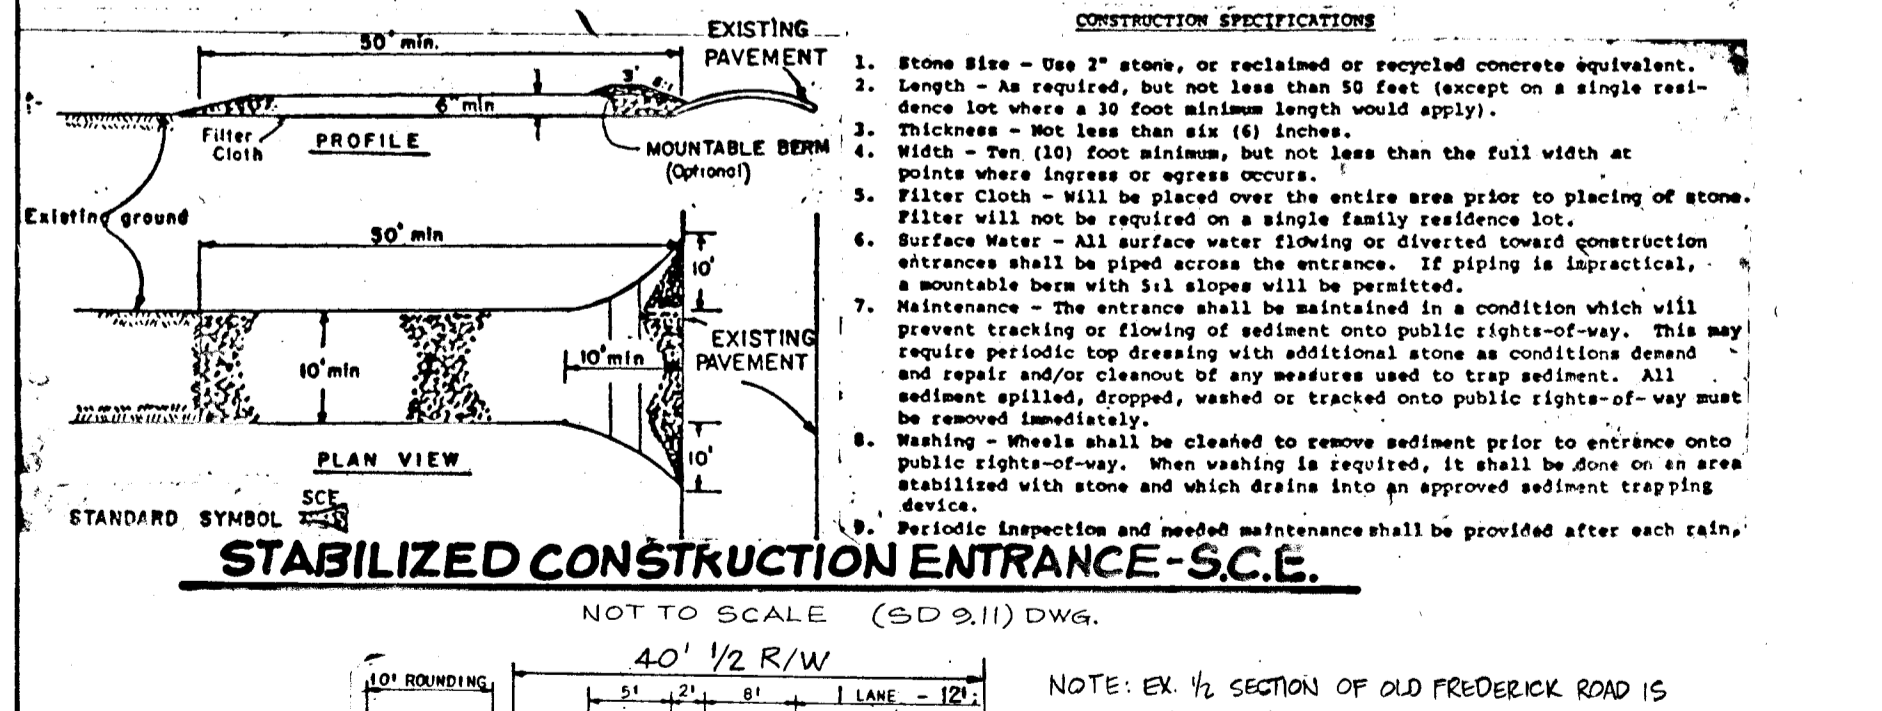 CONSTRUCTION SPECIFICATIONS
1. Stone Size - Use 2" stone, or reclaimed or recycled concrete equivalent.
2. Length - As required, but not less than 50 feet (except on a single resi-
dence lot where a 30 foot minimum length would apply).
3. Thickness - Not less than six (6) inches.
4. Width - Ten (10) foot minimum, but not less than the full width at
points where ingress or egress occurs.
5. Filter Cloth - Will be placed over the entire area prior to placing of stone.
Filter will not be required on a single family residence lot.
6. Surface Water - All surface water flowing or diverted toward construction
entrances shall be piped across the entrance. If piping is impractical,
a mountable berm with 5:1 slopes will be permitted.
7. Maintenance - The entrance shall be maintained in a condition which will
prevent tracking or flowing of sediment onto public rights-of-way. This may
require periodic top dressing with additional stone as conditions demand
and repair and/or cleanout of any measures used to trap sediment. All
sediment spilled, dropped, washed or tracked onto public rights-of-way must
be removed immediately.
8. Washing - Wheels shall be cleaned to remove sediment prior to entrance onto
public rights-of-way. When washing is required, it shall be done on an area
stabilized with stone and which drains into an approved sediment trapping
device.
9. Periodic inspection and needed maintenance shall be provided after each rain.
50' min.
EXISTING
PAVEMENT
3'
6" min
Filter
Cloth
PROFILE
MOUNTABLE BERM
(Optional)
Existing ground
50' min
10'
10' min
10' min
EXISTING
PAVEMENT
10'
PLAN VIEW
STANDARD SYMBOL
SCE
STABILIZED CONSTRUCTION ENTRANCE-S.C.E.
NOT TO SCALE (SD 9.11) DWG.
40' 1/2 R/W
10' ROUNDING
5' 2' 8' 1 LANE - 12'
NOTE: EX. 1/2 SECTION OF OLD FREDERICK ROAD IS